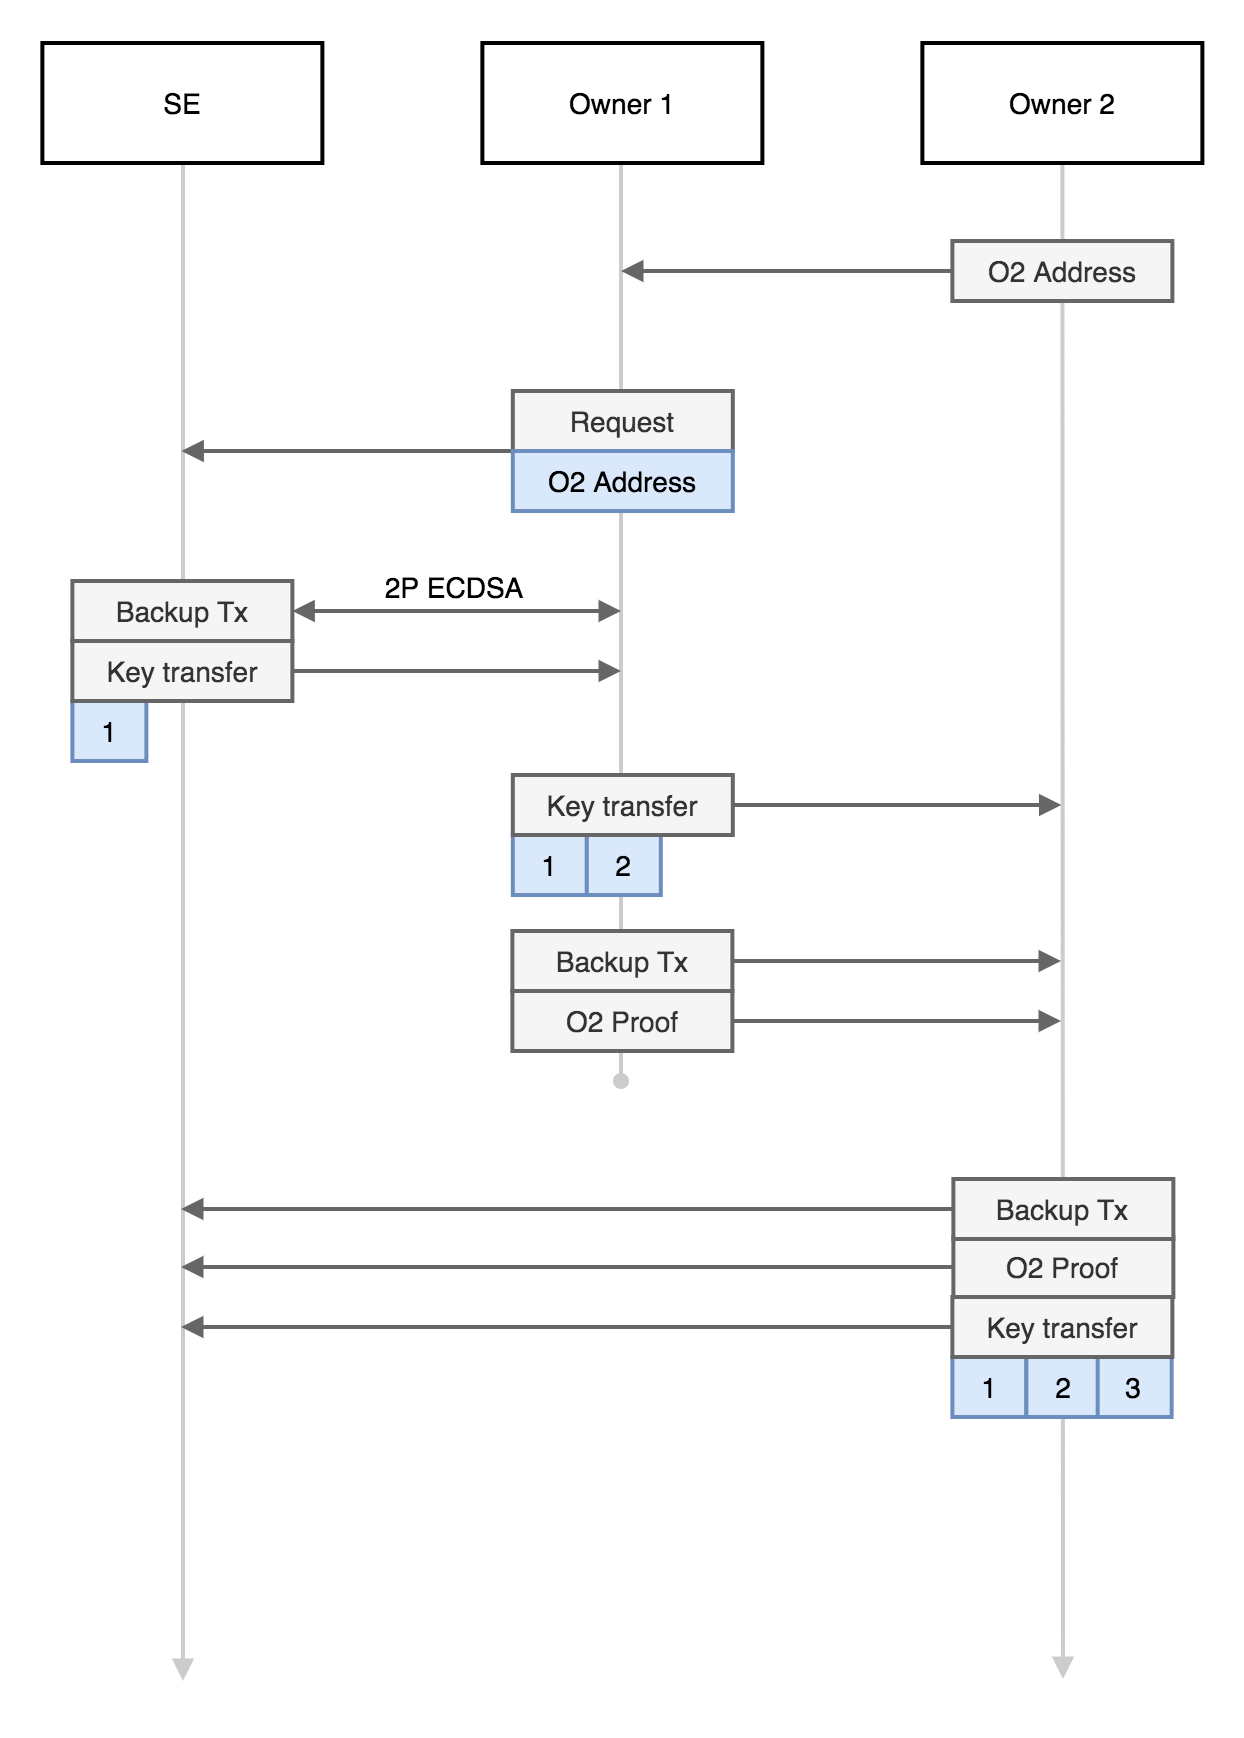 SE
Owner 1
Owner 2
O2 Address
Request
O2 Address
2P ECDSA
Backup Tx
Key transfer
1
Key transfer
1 2
Backup Tx
O2 Proof
Backup Tx
O2 Proof
Key transfer
1 2 3